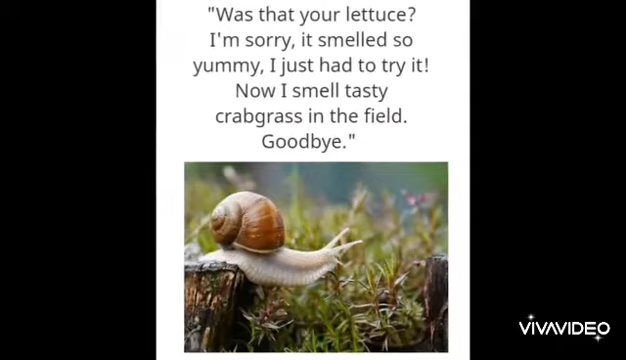 "Was that your lettuce?
I'm sorry, it smelled so
yummy, I just had to try it!
Now I smell tasty
crabgrass in the field.
Goodbye."
VIVAVIDEO